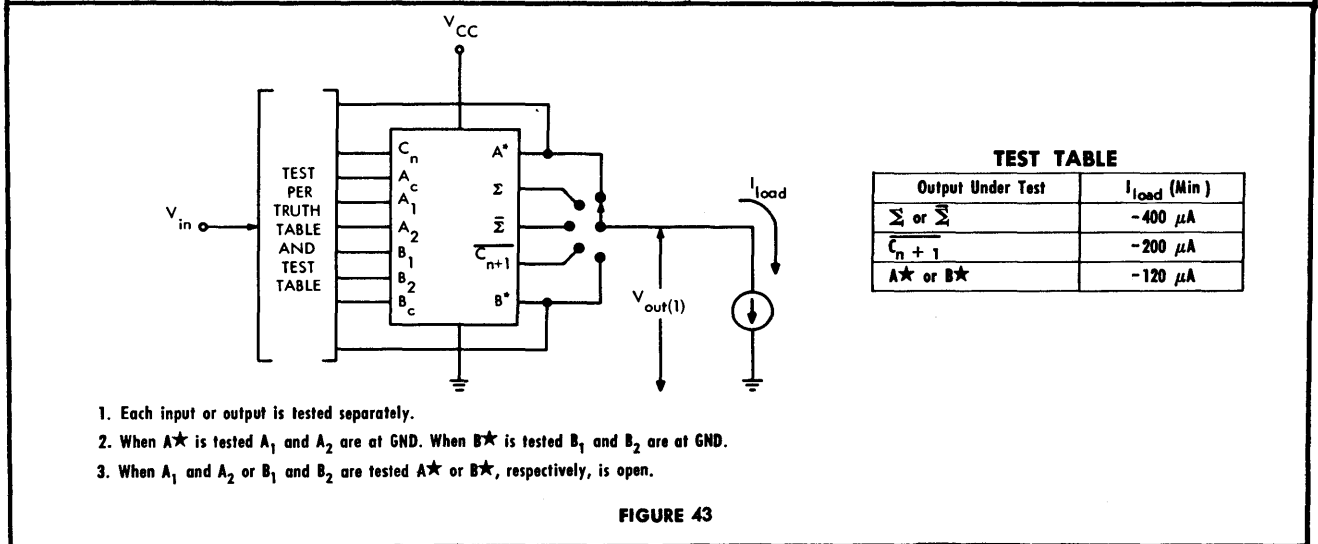 V_CC
V_in
TEST
PER
TRUTH
TABLE
AND
TEST
TABLE
C_n
A_c
A_1
A_2
B_1
B_2
B_c
A*
Σ
Σ̅
C̅_n̅+̅1̅
B*
V_out(1)
I_load
TEST TABLE
Output Under Test I_load (Min)
Σ or Σ̅ -400 μA
C̅_n̅ ̅+̅ ̅1̅ -200 μA
A★ or B★ -120 μA
1. Each input or output is tested separately.
2. When A★ is tested A_1 and A_2 are at GND. When B★ is tested B_1 and B_2 are at GND.
3. When A_1 and A_2 or B_1 and B_2 are tested A★ or B★, respectively, is open.
FIGURE 43